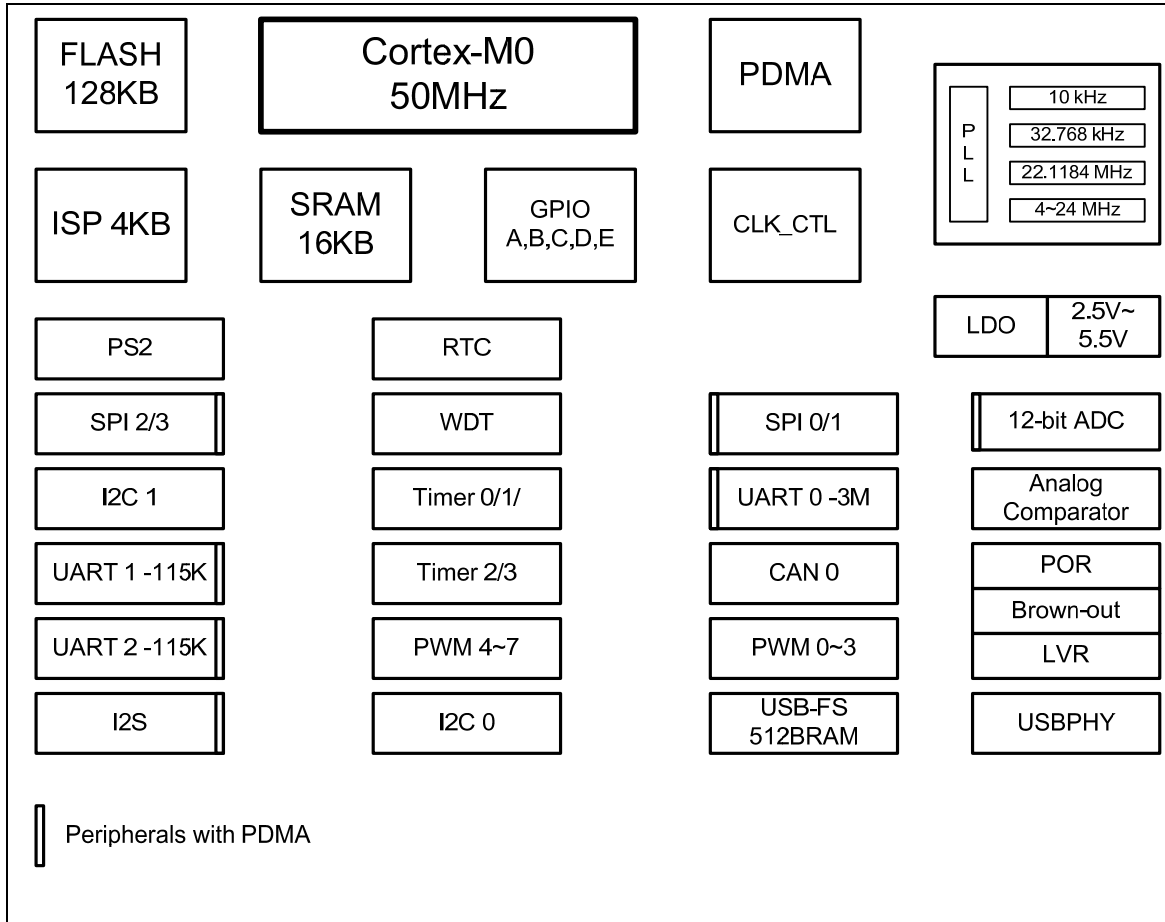 FLASH
128KB
Cortex-M0
50MHz
PDMA
P
L
L
10 kHz
32.768 kHz
22.1184 MHz
4~24 MHz
ISP 4KB
SRAM
16KB
GPIO
A,B,C,D,E
CLK_CTL
LDO
2.5V~
5.5V
PS2
RTC
SPI 2/3
WDT
SPI 0/1
12-bit ADC
I2C 1
Timer 0/1/
UART 0 -3M
Analog
Comparator
UART 1 -115K
Timer 2/3
CAN 0
POR
Brown-out
UART 2 -115K
PWM 4~7
PWM 0~3
LVR
I2S
I2C 0
USB-FS
512BRAM
USBPHY
Peripherals with PDMA